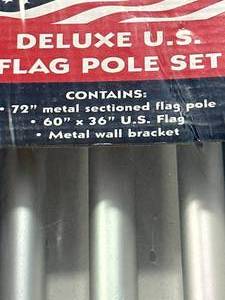 DELUXE U.S.
FLAG POLE SET
CONTAINS:
• 72” metal sectioned flag pole
• 60” x 36” U.S. Flag
• Metal wall bracket